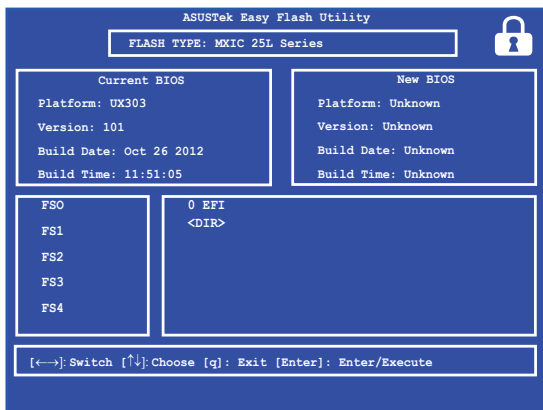 ASUSTek Easy Flash Utility
FLASH TYPE: MXIC 25L Series
Current BIOS
Platform: UX303
Version: 101
Build Date: Oct 26 2012
Build Time: 11:51:05
New BIOS
Platform: Unknown
Version: Unknown
Build Date: Unknown
Build Time: Unknown
FSO
FS1
FS2
FS3
FS4
0 EFI
<DIR>
[←→]: Switch [↑↓]: Choose [q]: Exit [Enter]: Enter/Execute